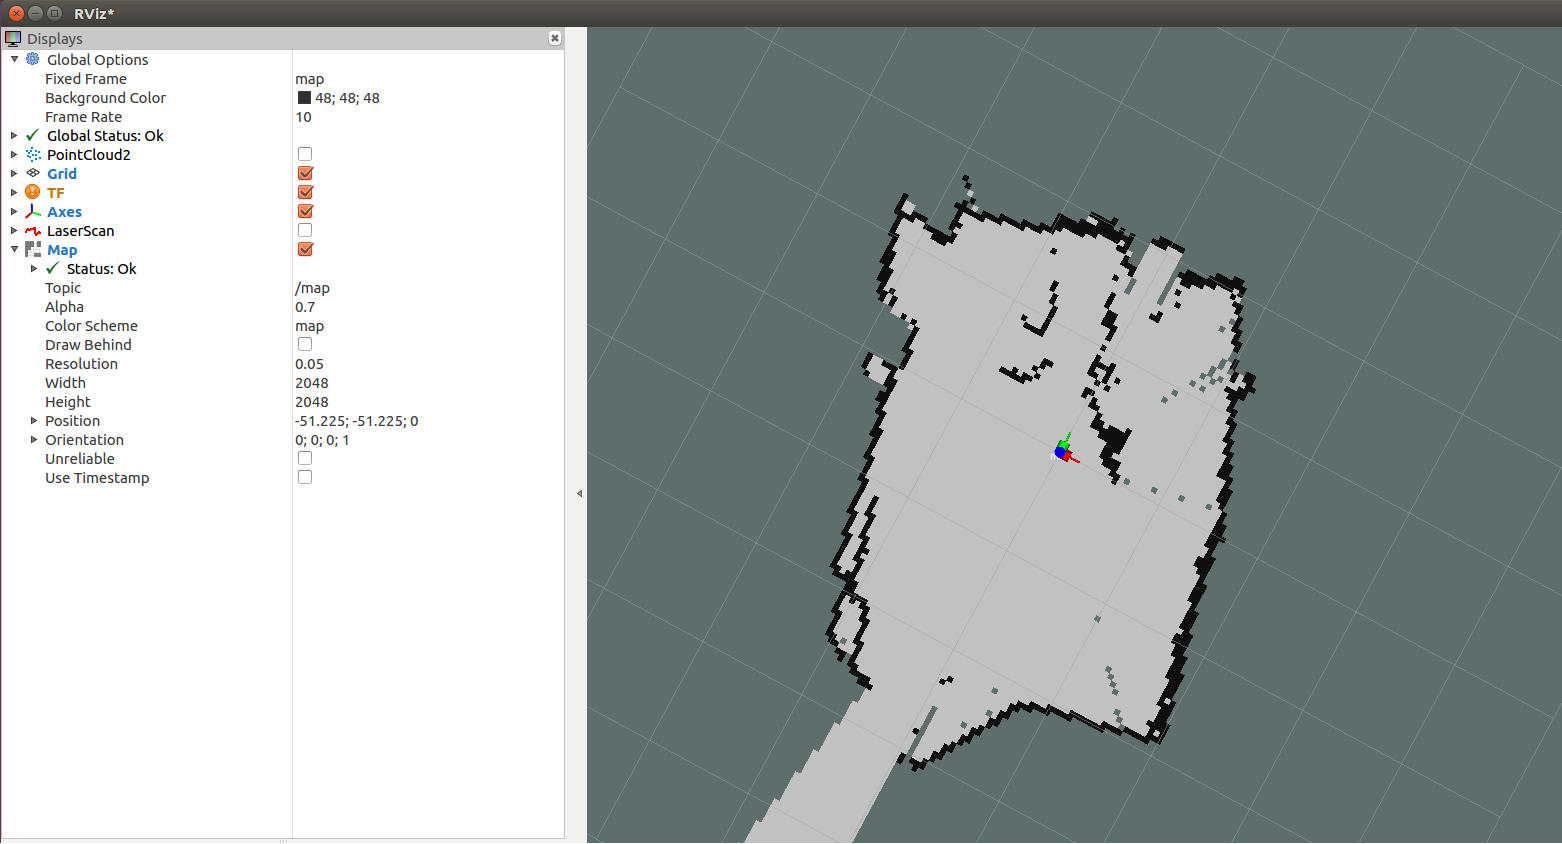 RViz*
Displays
Global Options
Fixed Frame map
Background Color 48; 48; 48
Frame Rate 10
Global Status: Ok
PointCloud2
Grid
TF
Axes
LaserScan
Map
Status: Ok
Topic /map
Alpha 0.7
Color Scheme map
Draw Behind
Resolution 0.05
Width 2048
Height 2048
Position -51.225; -51.225; 0
Orientation 0; 0; 0; 1
Unreliable
Use Timestamp